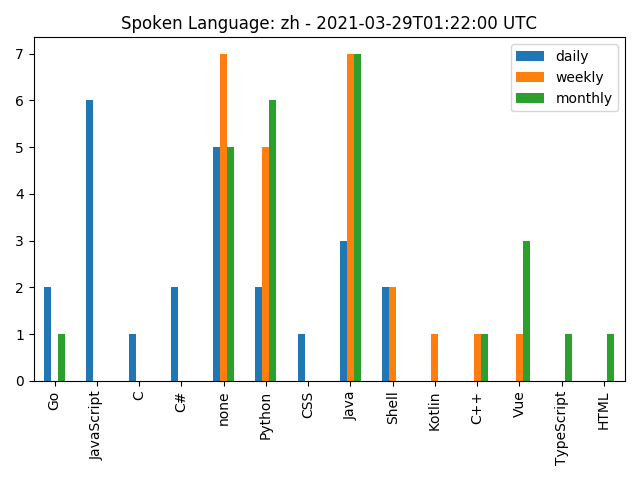 Spoken Language: zh - 2021-03-29T01:22:00 UTC
daily
weekly
monthly
7
6
5
4
3
2
1
0
Go
JavaScript
C
C#
none
Python
CSS
Java
Shell
Kotlin
C++
Vue
TypeScript
HTML